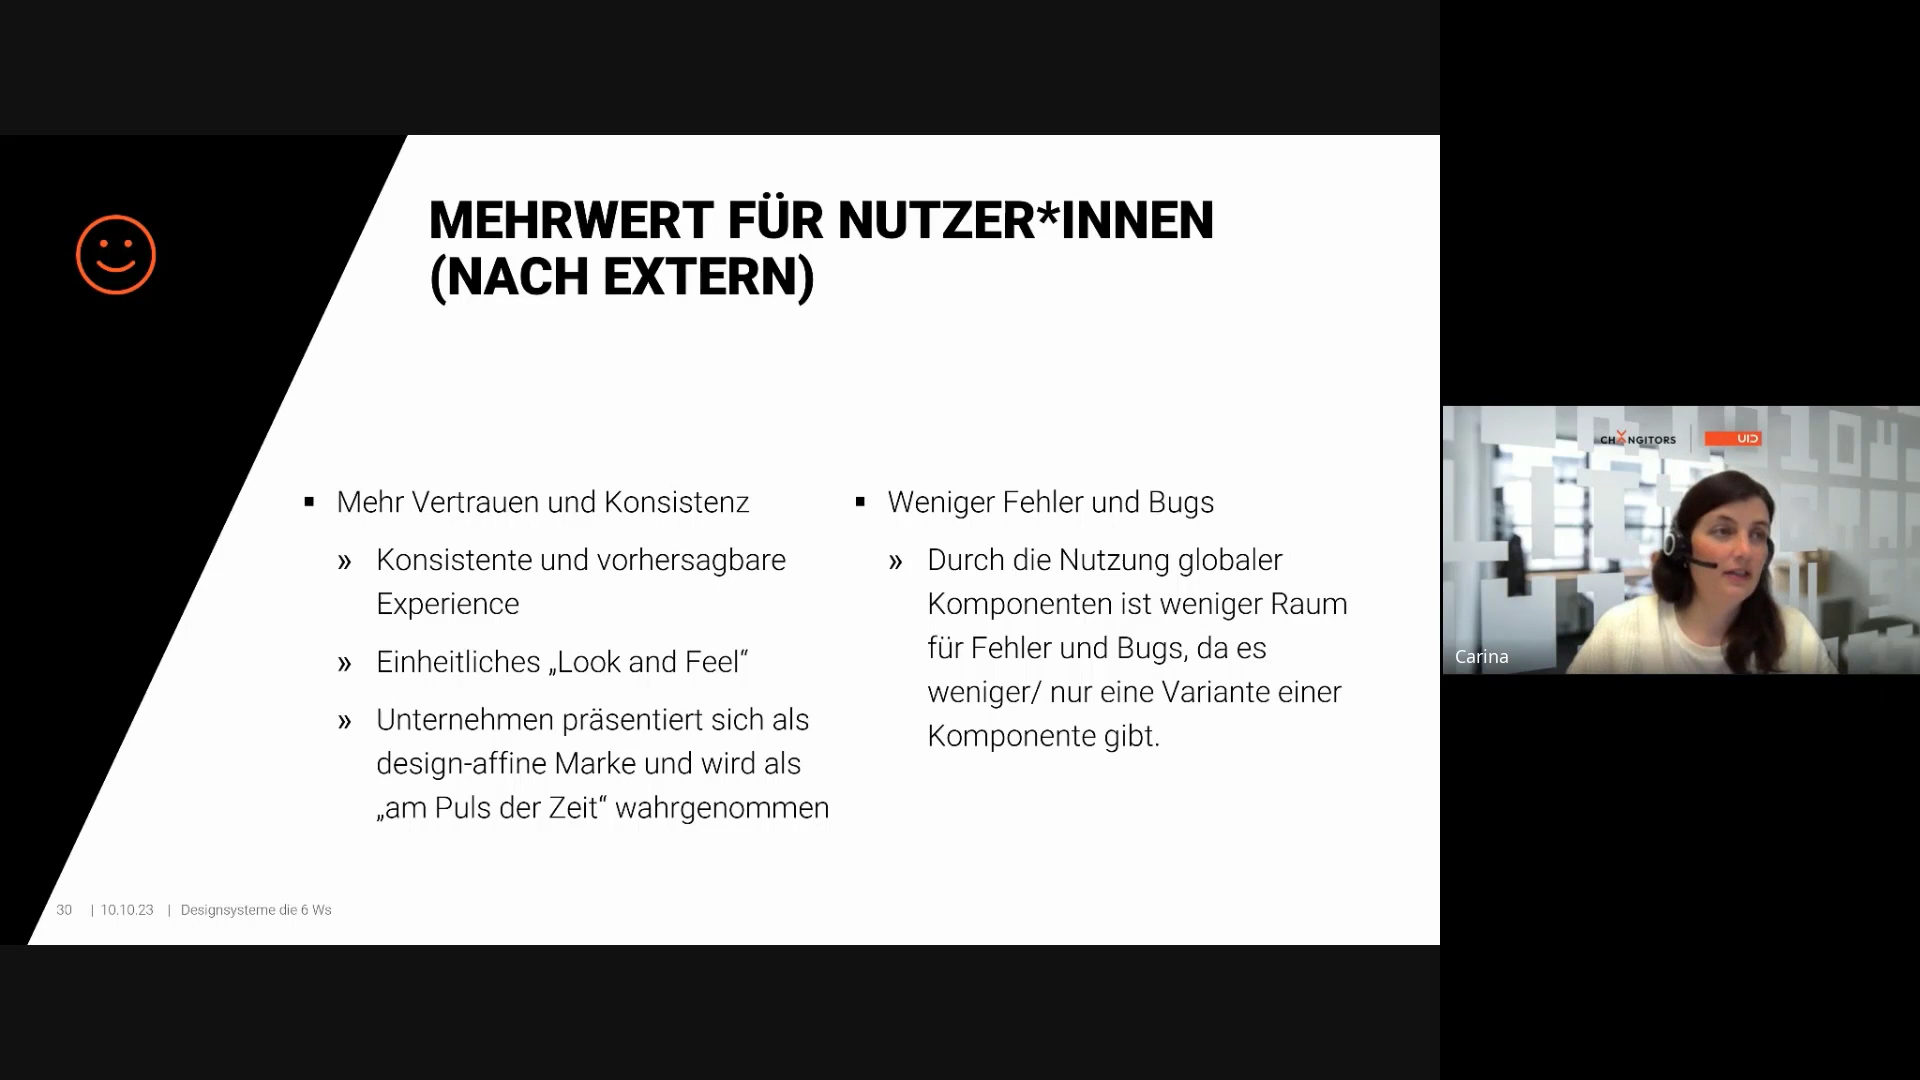 MEHRWERT FÜR NUTZER*INNEN
(NACH EXTERN)
▪ Mehr Vertrauen und Konsistenz
» Konsistente und vorhersagbare
Experience
» Einheitliches „Look and Feel“
» Unternehmen präsentiert sich als
design-affine Marke und wird als
„am Puls der Zeit“ wahrgenommen
▪ Weniger Fehler und Bugs
» Durch die Nutzung globaler
Komponenten ist weniger Raum
für Fehler und Bugs, da es
weniger/ nur eine Variante einer
Komponente gibt.
30 | 10.10.23 | Designsysteme die 6 Ws
CHANGITORS UID
Carina